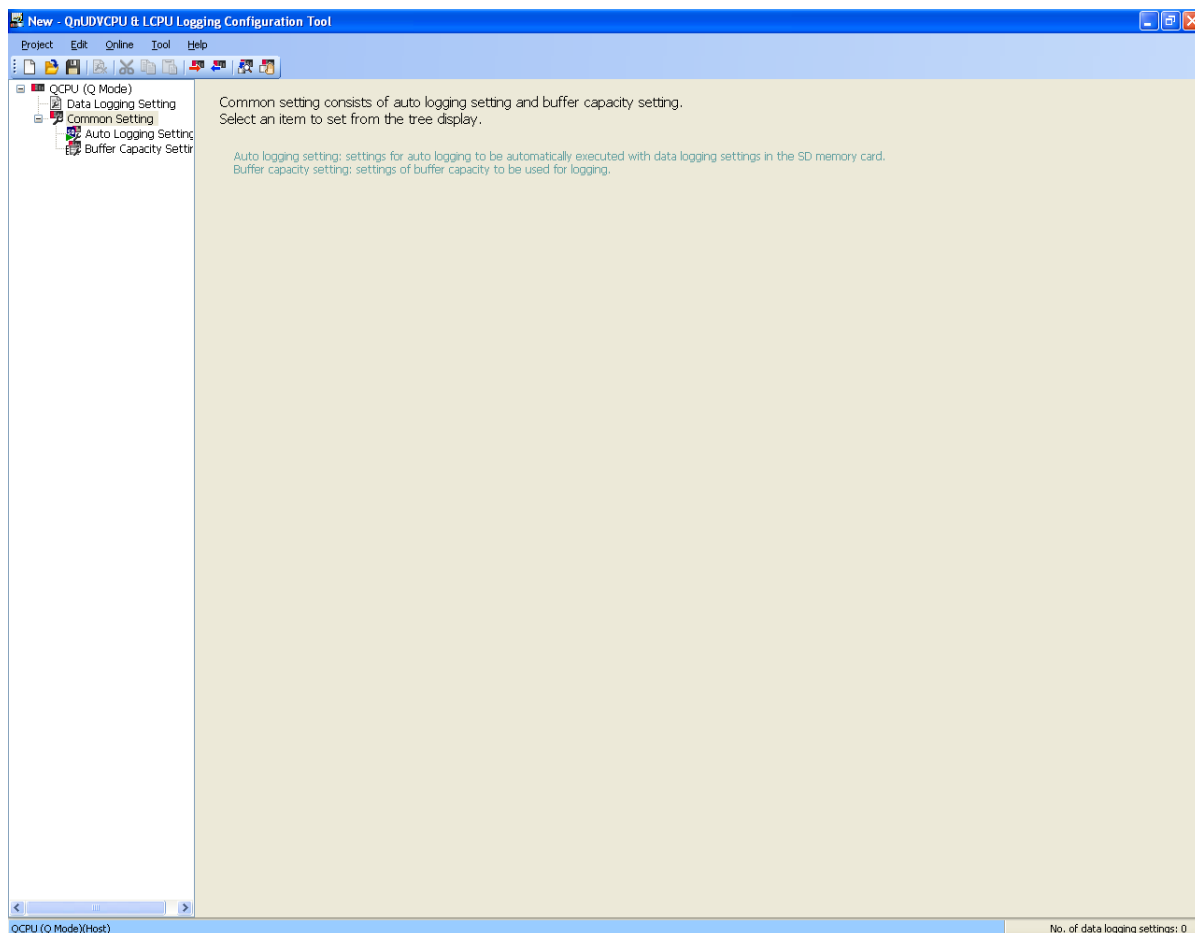 New - QnUDVCPU & LCPU Logging Configuration Tool
Project Edit Online Tool Help
QCPU (Q Mode)
Data Logging Setting
Common Setting
Auto Logging Setting
Buffer Capacity Settin
Common setting consists of auto logging setting and buffer capacity setting.
Select an item to set from the tree display.
Auto logging setting: settings for auto logging to be automatically executed with data logging settings in the SD memory card.
Buffer capacity setting: settings of buffer capacity to be used for logging.
QCPU (Q Mode)(Host)
No. of data logging settings: 0